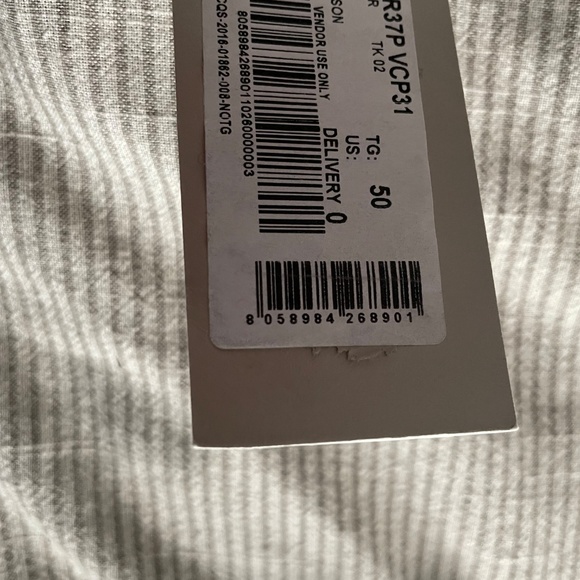 R37P VCP31
R
TK 02
TG: 50
US:
SON
VENDOR USE ONLY
DELIVERY 0
8058984268901102600000003
CQS-2016-01862-008-NOTG
8 058984 268901